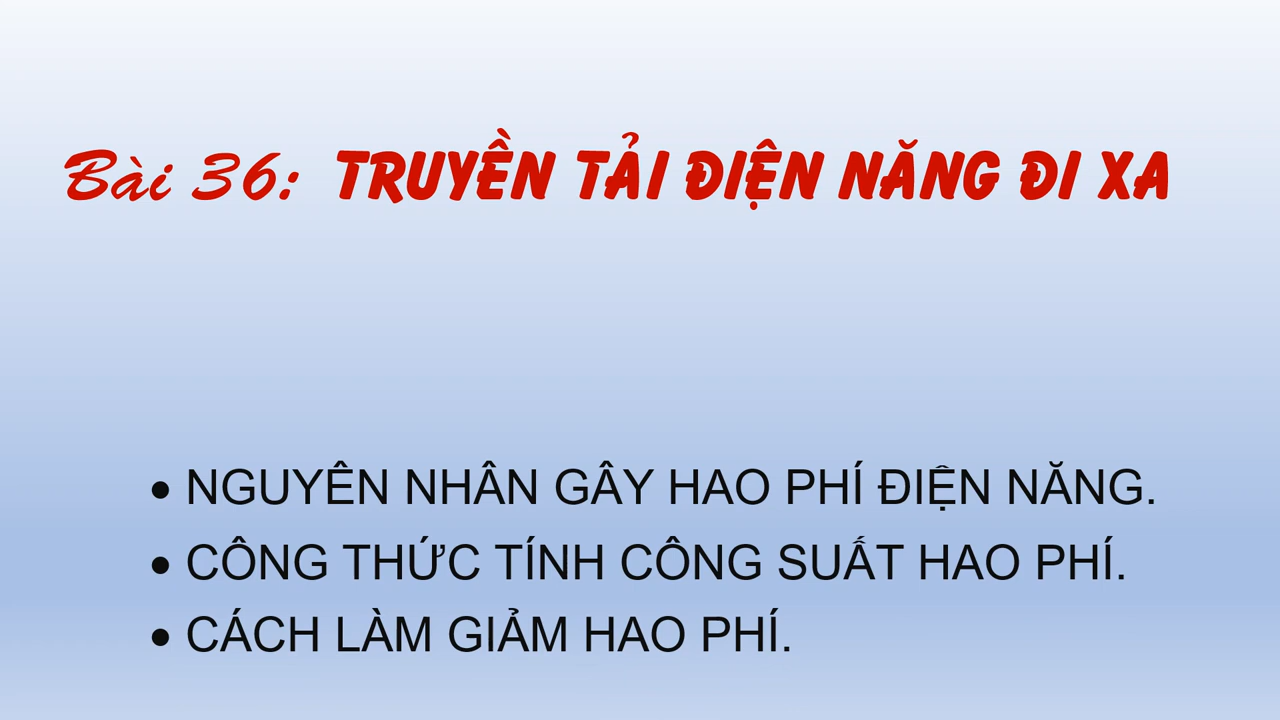 Bài 36: TRUYỀN TẢI ĐIỆN NĂNG ĐI XA
• NGUYÊN NHÂN GÂY HAO PHÍ ĐIỆN NĂNG.
• CÔNG THỨC TÍNH CÔNG SUẤT HAO PHÍ.
• CÁCH LÀM GIẢM HAO PHÍ.